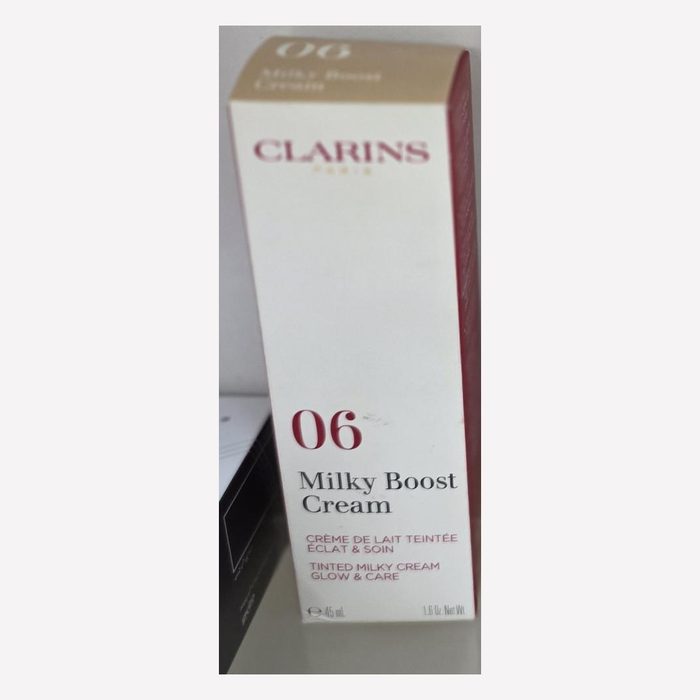 06
Milky Boost
Cream
CLARINS
PARIS
06
Milky Boost
Cream
CRÈME DE LAIT TEINTÉE
ÉCLAT & SOIN
TINTED MILKY CREAM
GLOW & CARE
℮ 45 mL 1.6 Oz. Net Wt